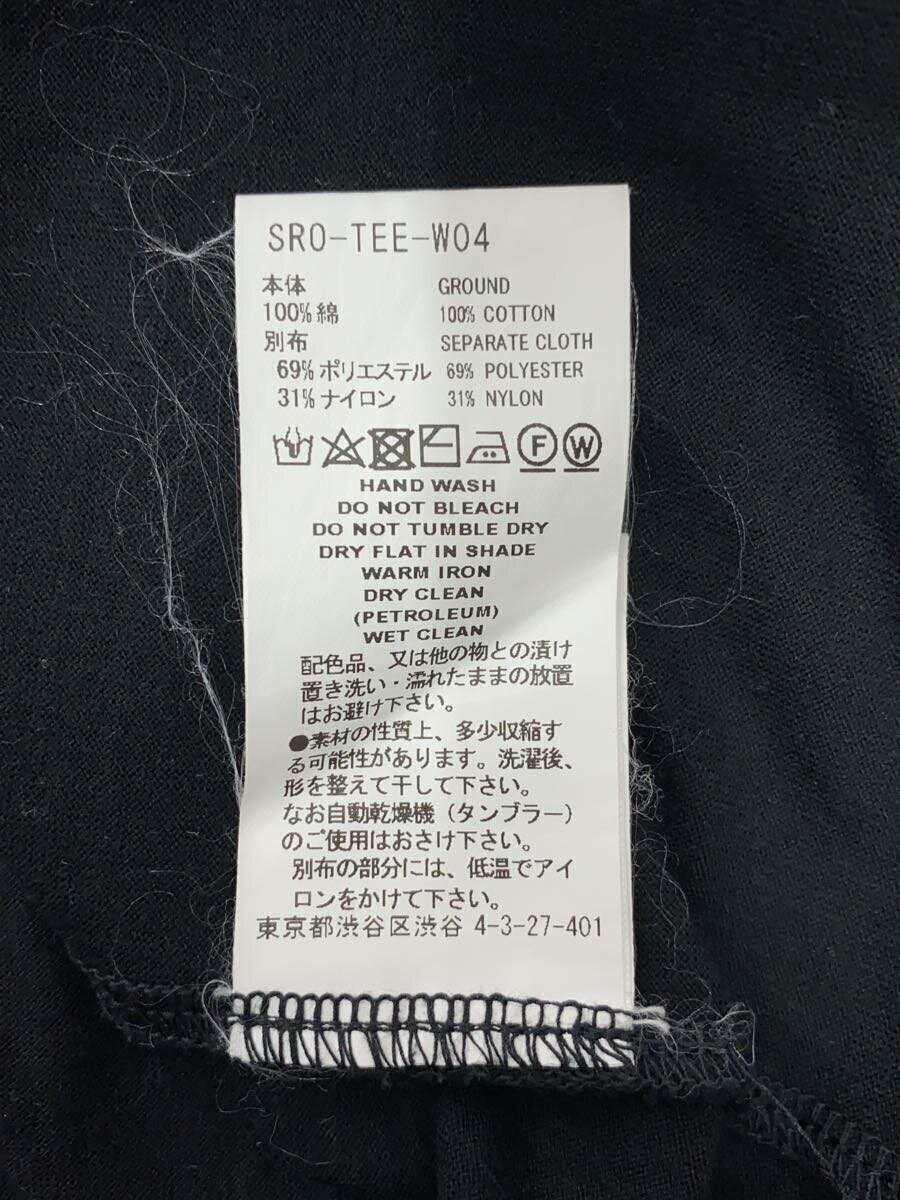 SRO-TEE-W04
本体 GROUND
100%綿 100% COTTON
別布 SEPARATE CLOTH
69%ポリエステル 69% POLYESTER
31%ナイロン 31% NYLON
F W
HAND WASH
DO NOT BLEACH
DO NOT TUMBLE DRY
DRY FLAT IN SHADE
WARM IRON
DRY CLEAN
(PETROLEUM)
WET CLEAN
配色品、又は他の物との漬け
置き洗い・濡れたままの放置
はお避け下さい。
●素材の性質上、多少収縮す
る可能性があります。洗濯後、
形を整えて干して下さい。
なお自動乾燥機（タンブラー）
のご使用はおさけ下さい。
別布の部分には、低温でアイ
ロンをかけて下さい。
東京都渋谷区渋谷 4-3-27-401